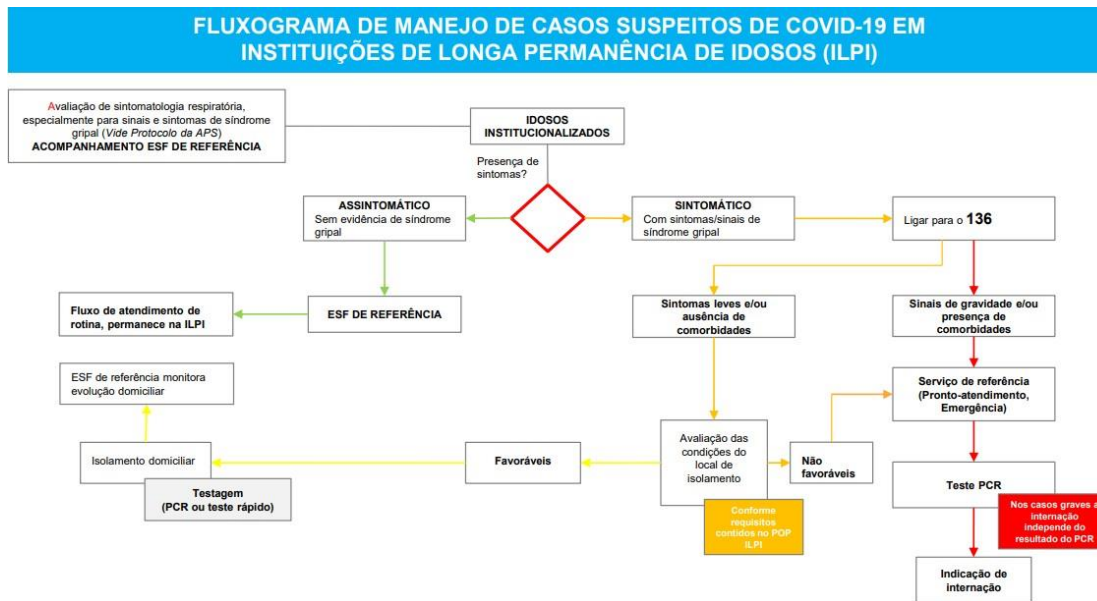 FLUXOGRAMA DE MANEJO DE CASOS SUSPEITOS DE COVID-19 EM
INSTITUIÇÕES DE LONGA PERMANÊNCIA DE IDOSOS (ILPI)
Avaliação de sintomatologia respiratória,
especialmente para sinais e sintomas de síndrome
gripal (Vide Protocolo da APS)
ACOMPANHAMENTO ESF DE REFERÊNCIA
IDOSOS
INSTITUCIONALIZADOS
Presença de
sintomas?
ASSINTOMÁTICO
Sem evidência de síndrome
gripal
SINTOMÁTICO
Com sintomas/sinais de
síndrome gripal
Ligar para o 136
Fluxo de atendimento de
rotina, permanece na ILPI
ESF DE REFERÊNCIA
Sintomas leves e/ou
ausência de
comorbidades
Sinais de gravidade e/ou
presença de
comorbidades
ESF de referência monitora
evolução domiciliar
Serviço de referência
(Pronto-atendimento,
Emergência)
Isolamento domiciliar
Testagem
(PCR ou teste rápido)
Favoráveis
Avaliação das
condições do local de
isolamento
Conforme
requisitos
contidos no POP
ILPI
Não
favoráveis
Teste PCR
Nos casos graves a
internação
independe do
resultado do PCR
Indicação de
internação